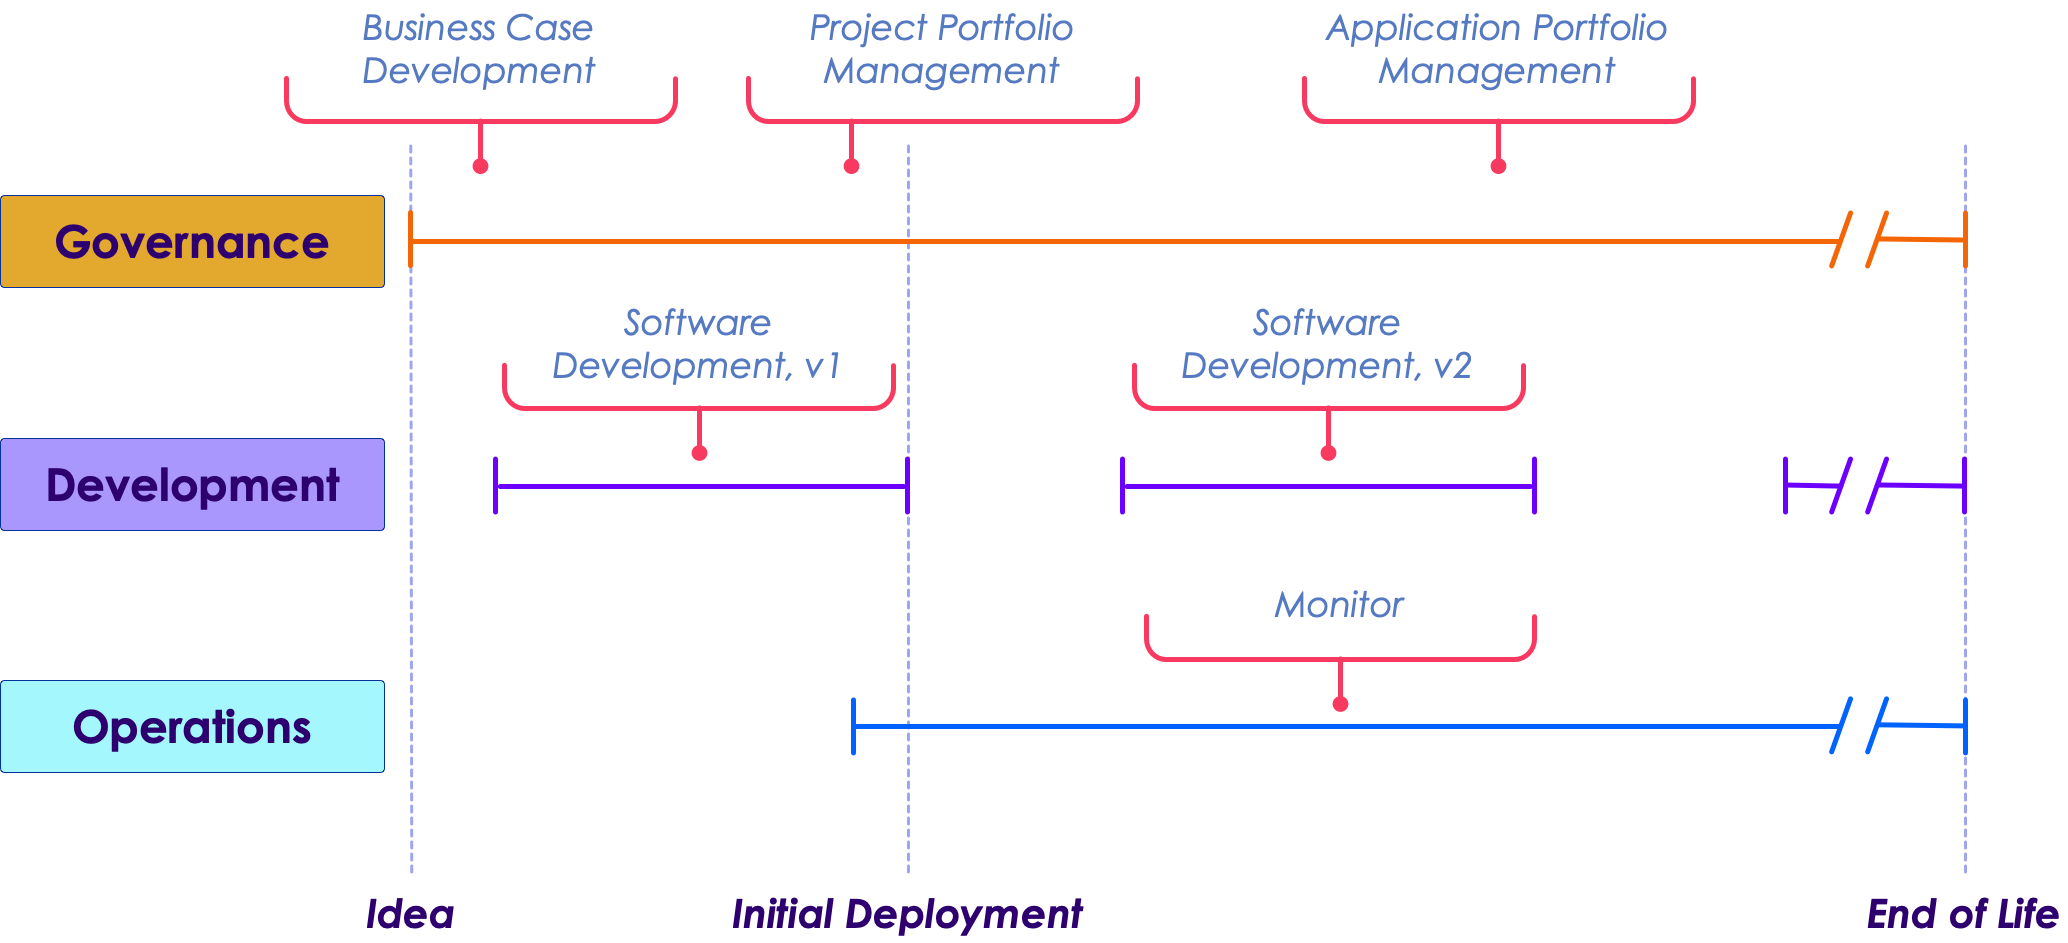 Business Case
Development
Project Portfolio
Management
Application Portfolio
Management
Governance
Software
Development, v1
Software
Development, v2
Development
Monitor
Operations
Idea
Initial Deployment
End of Life